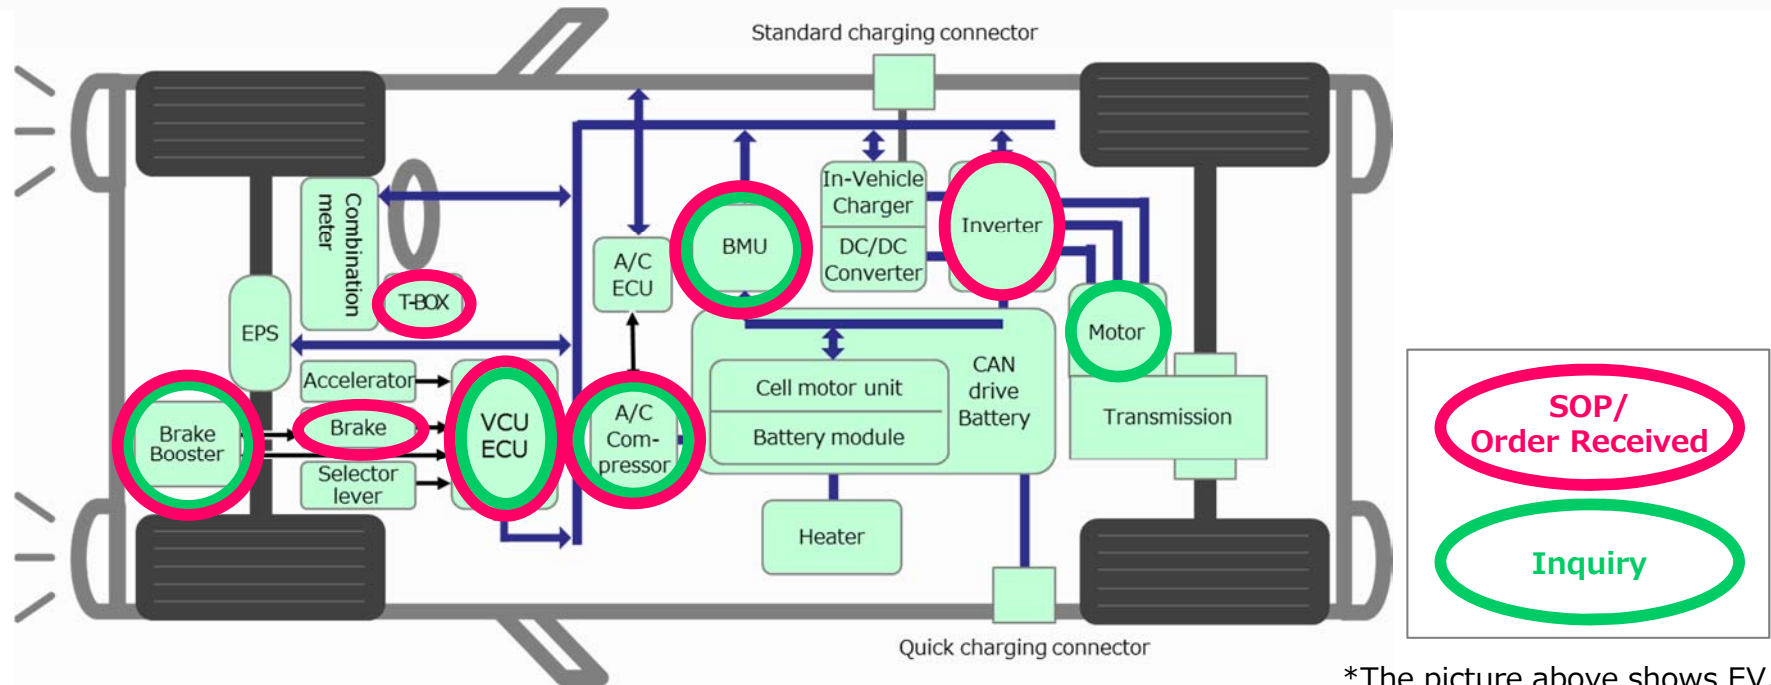 Standard charging connector
Combination
meter
T-BOX
EPS
A/C
ECU
BMU
In-Vehicle
Charger
DC/DC
Converter
Inverter
Motor
Accelerator
Brake
Selector
lever
Brake
Booster
VCU
ECU
A/C
Com-
pressor
Cell motor unit
Battery module
CAN
drive
Battery
Transmission
Heater
Quick charging connector
SOP/
Order Received
Inquiry
*The picture above shows EV.